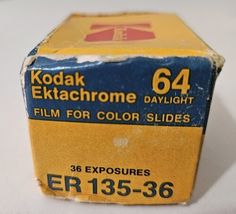 Kodak 64
Ektachrome DAYLIGHT
FILM FOR COLOR SLIDES
36 EXPOSURES
ER 135-36